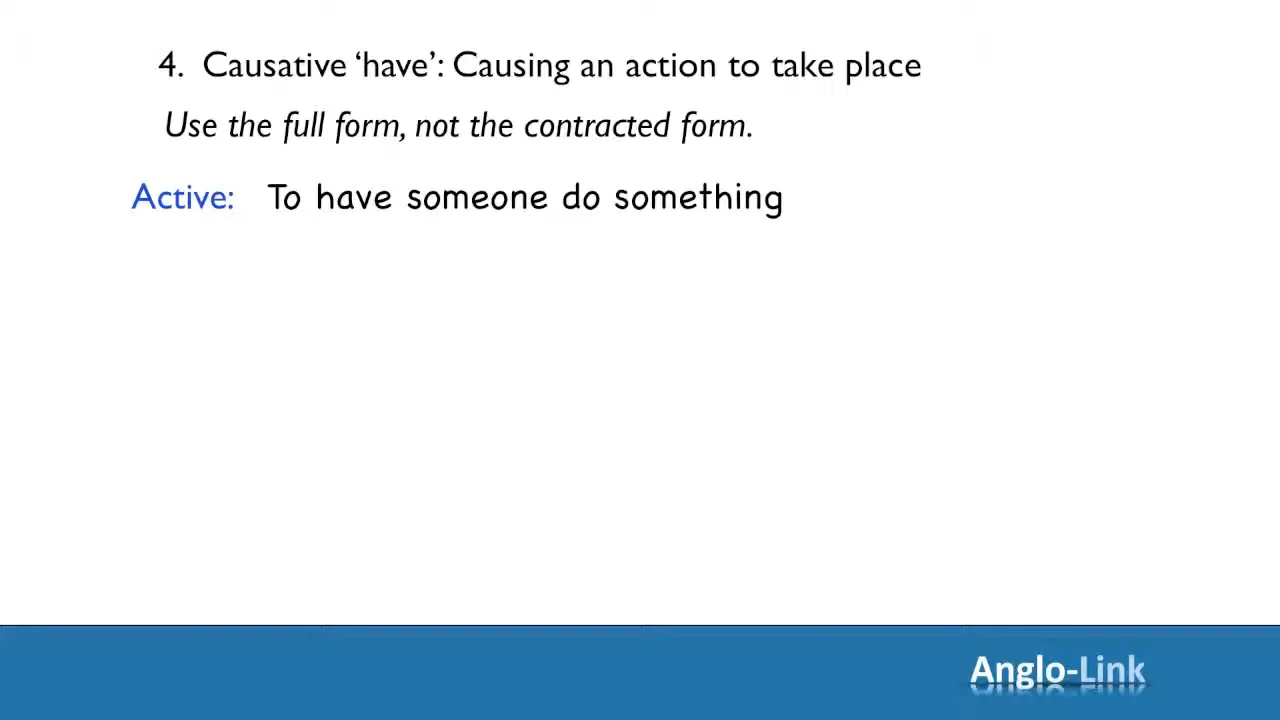 4. Causative ‘have’: Causing an action to take place
Use the full form, not the contracted form.
Active: To have someone do something
Anglo-Link